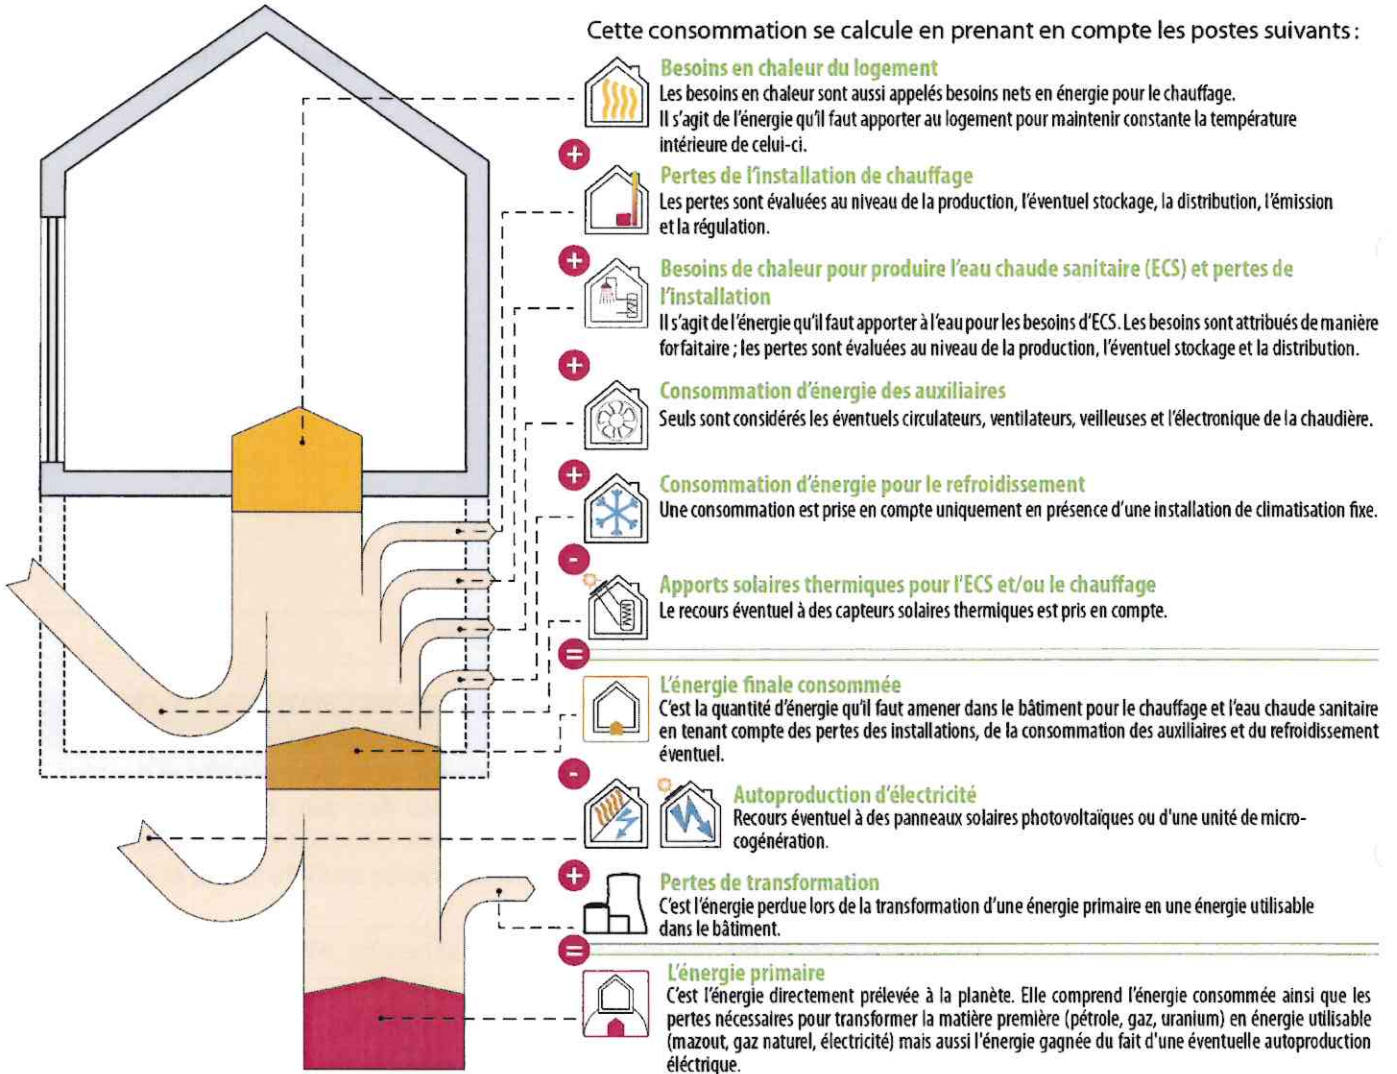 Cette consommation se calcule en prenant en compte les postes suivants :
Besoins en chaleur du logement
Les besoins en chaleur sont aussi appelés besoins nets en énergie pour le chauffage.
Il s'agit de l'énergie qu'il faut apporter au logement pour maintenir constante la température
intérieure de celui-ci.
+
Pertes de l'installation de chauffage
Les pertes sont évaluées au niveau de la production, l'éventuel stockage, la distribution, l'émission
et la régulation.
+
Besoins de chaleur pour produire l'eau chaude sanitaire (ECS) et pertes de
l'installation
Il s'agit de l'énergie qu'il faut apporter à l'eau pour les besoins d'ECS. Les besoins sont attribués de manière
forfaitaire ; les pertes sont évaluées au niveau de la production, l'éventuel stockage et la distribution.
+
Consommation d'énergie des auxiliaires
Seuls sont considérés les éventuels circulateurs, ventilateurs, veilleuses et l'électronique de la chaudière.
+
Consommation d'énergie pour le refroidissement
Une consommation est prise en compte uniquement en présence d'une installation de climatisation fixe.
-
Apports solaires thermiques pour l'ECS et/ou le chauffage
Le recours éventuel à des capteurs solaires thermiques est pris en compte.
=
L'énergie finale consommée
C'est la quantité d'énergie qu'il faut amener dans le bâtiment pour le chauffage et l'eau chaude sanitaire
en tenant compte des pertes des installations, de la consommation des auxiliaires et du refroidissement
éventuel.
-
Autoproduction d'électricité
Recours éventuel à des panneaux solaires photovoltaïques ou d'une unité de micro-
cogénération.
+
Pertes de transformation
C'est l'énergie perdue lors de la transformation d'une énergie primaire en une énergie utilisable
dans le bâtiment.
=
L'énergie primaire
C'est l'énergie directement prélevée à la planète. Elle comprend l'énergie consommée ainsi que les
pertes nécessaires pour transformer la matière première (pétrole, gaz, uranium) en énergie utilisable
(mazout, gaz naturel, électricité) mais aussi l'énergie gagnée du fait d'une éventuelle autoproduction
éléctrique.